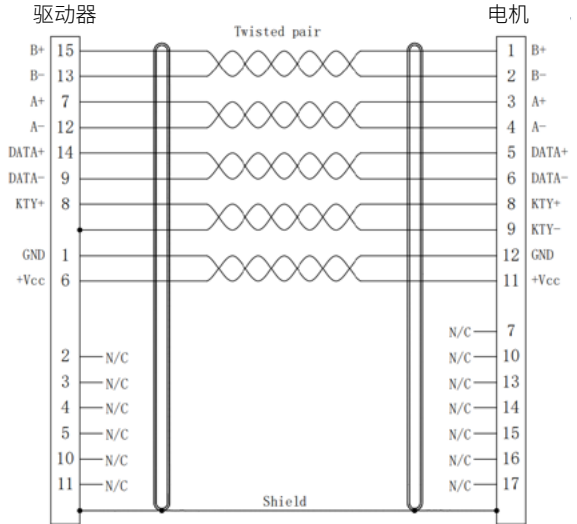 驱动器 电机
Twisted pair
B+ 15 1 B+
B- 13 2 B-
A+ 7 3 A+
A- 12 4 A-
DATA+ 14 5 DATA+
DATA- 9 6 DATA-
KTY+ 8 8 KTY+
9 KTY-
GND 1 12 GND
+Vcc 6 11 +Vcc
N/C 7
2 N/C N/C 10
3 N/C N/C 13
4 N/C N/C 14
5 N/C N/C 15
10 N/C N/C 16
11 N/C N/C 17
Shield